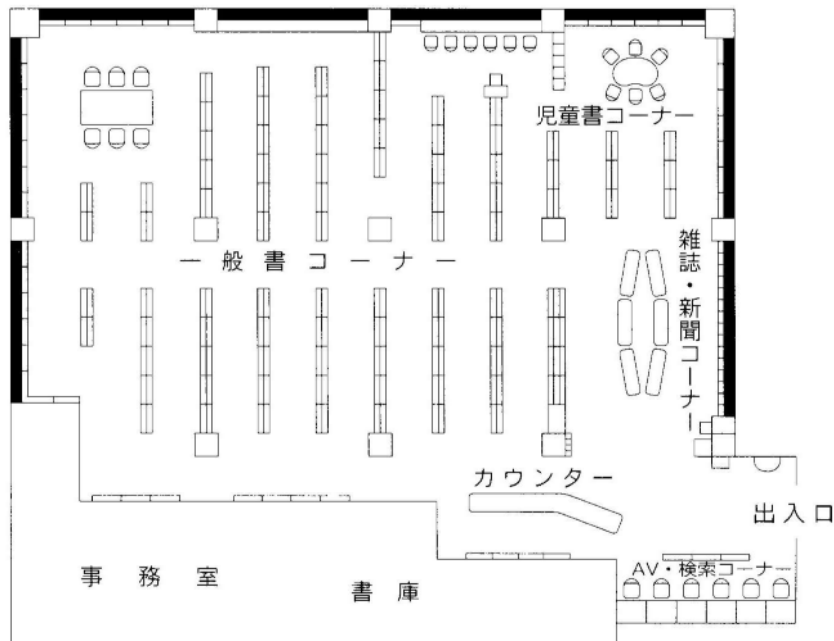 児童書コーナー
一般書コーナー
雑誌・新聞コーナー
カウンター
出入口
AV・検索コーナー
事務室
書庫